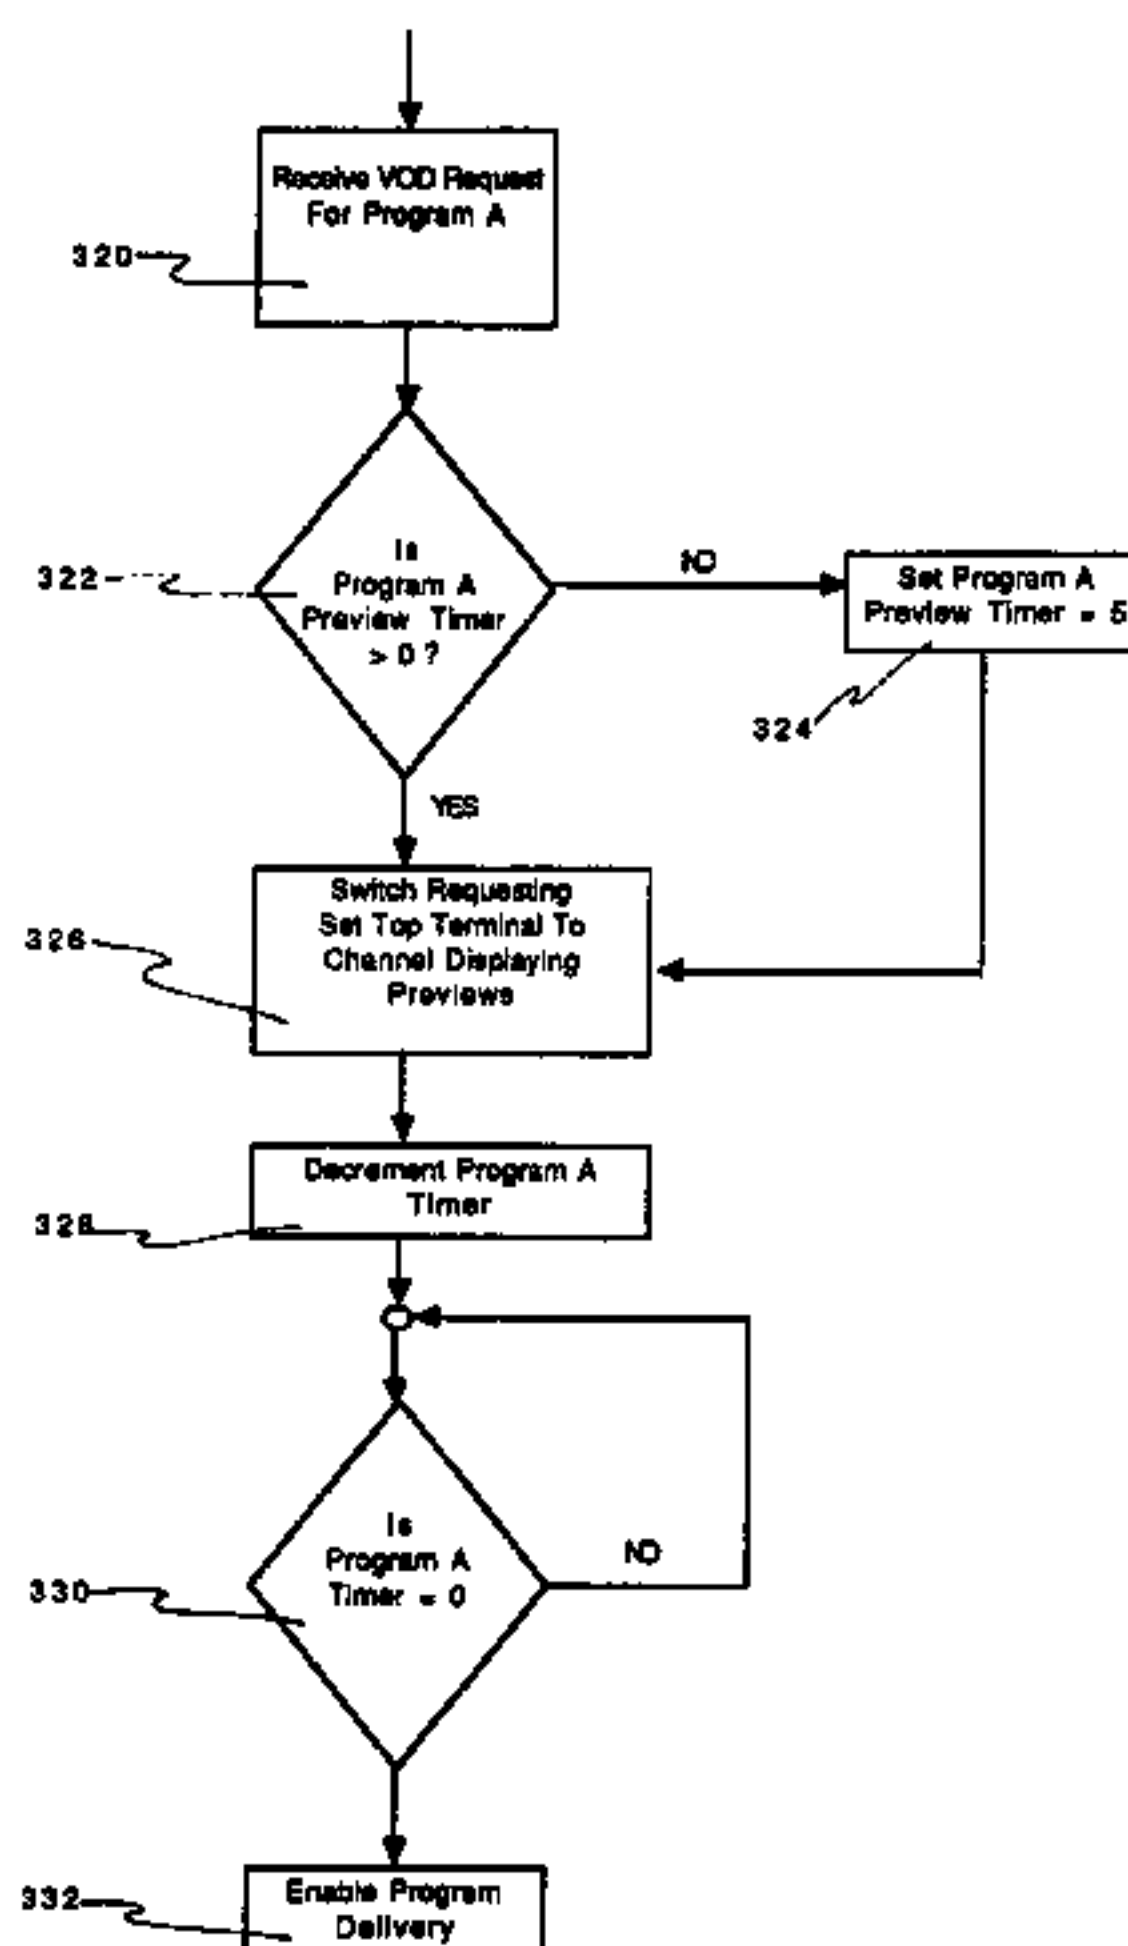 Receive VOD Request
For Program A
320
Is
Program A
Preview Timer
> 0 ?
322
NO
Set Program A
Preview Timer = 5
324
YES
Switch Requesting
Set Top Terminal To
Channel Displaying
Previews
326
Decrement Program A
Timer
328
Is
Program A
Timer = 0
330
NO
Enable Program
Delivery
332